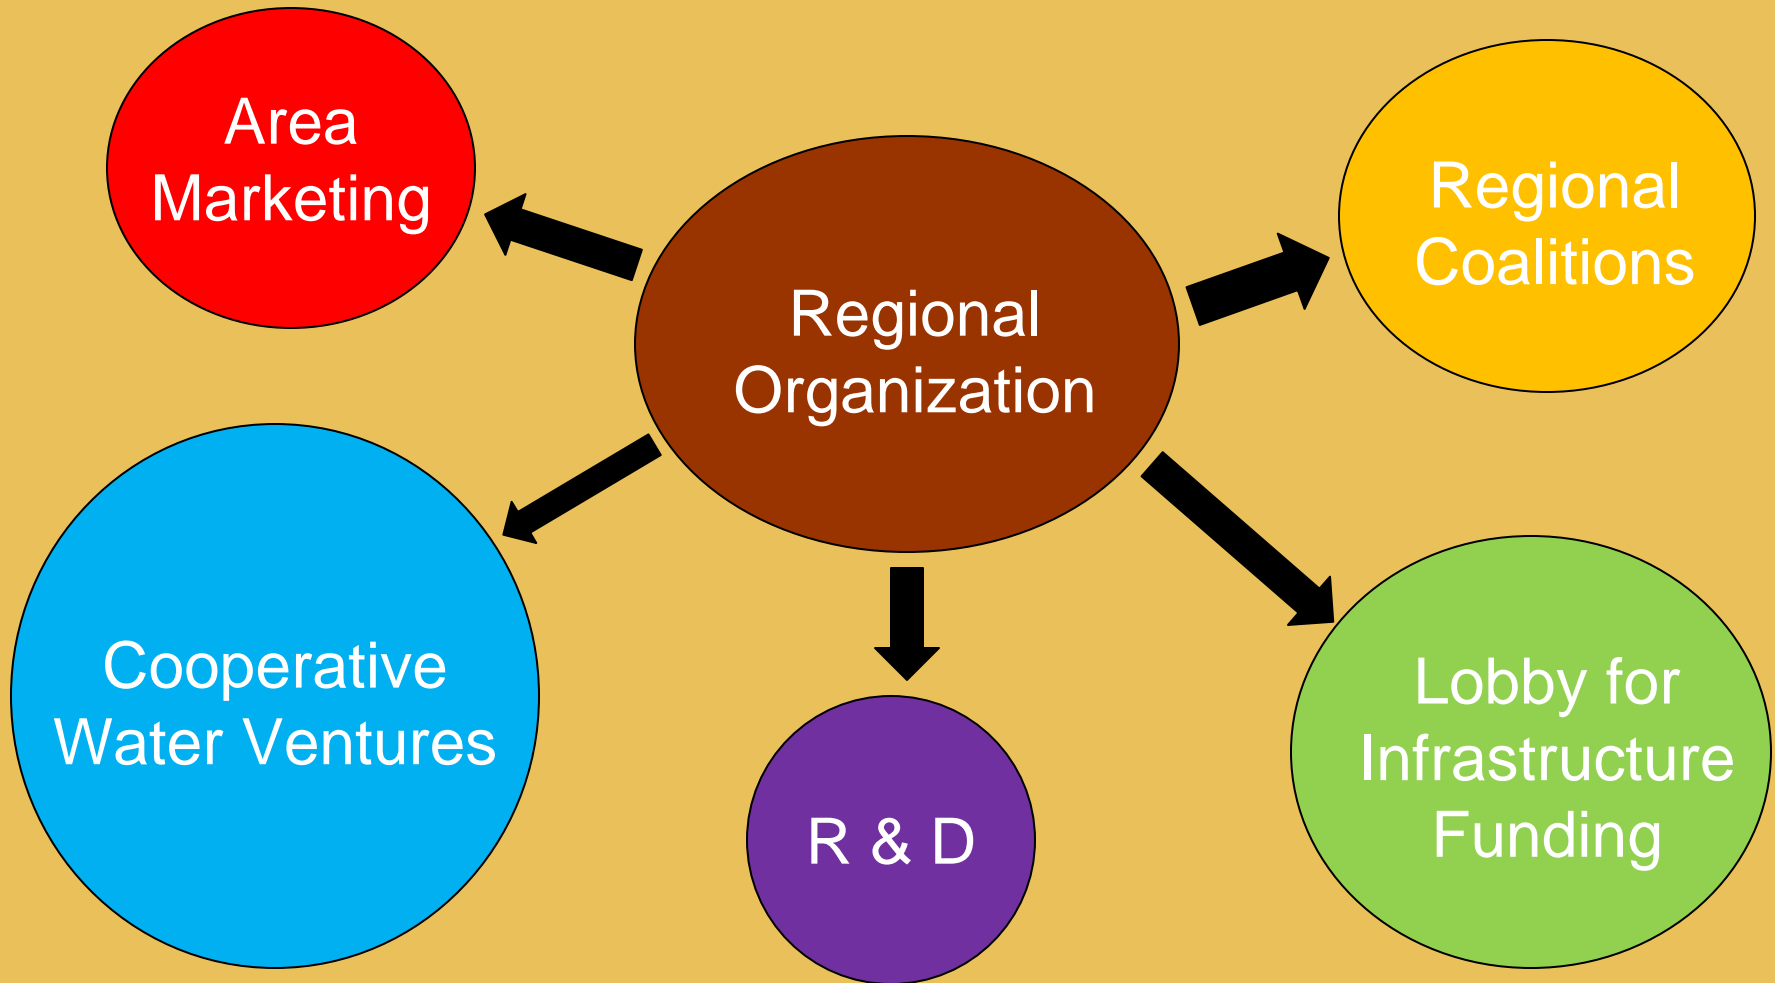 Area
Marketing
Regional
Coalitions
Regional
Organization
Cooperative
Water Ventures
R & D
Lobby for
Infrastructure
Funding